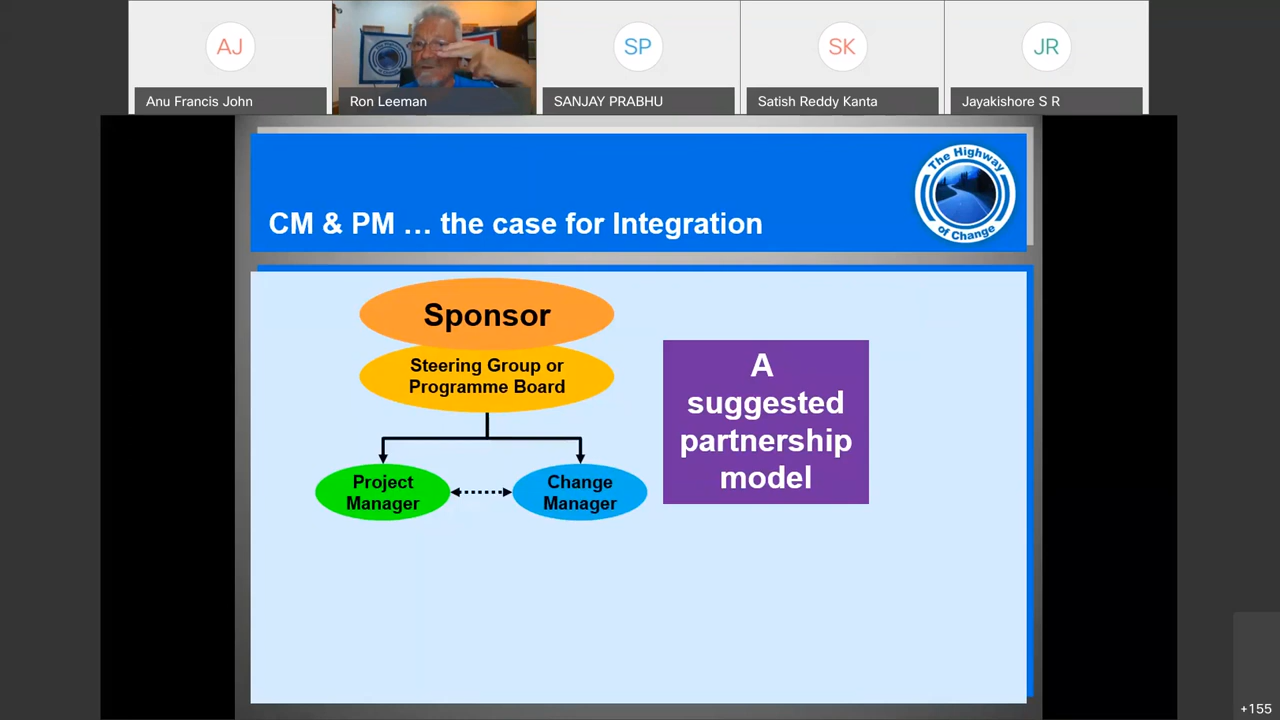 AJ
SP
SK
JR
Anu Francis John
Ron Leeman
SANJAY PRABHU
Satish Reddy Kanta
Jayakishore S R
The Highway
of Change
CM & PM … the case for Integration
Sponsor
Steering Group or
Programme Board
Project
Manager
Change
Manager
A
suggested
partnership
model
+155